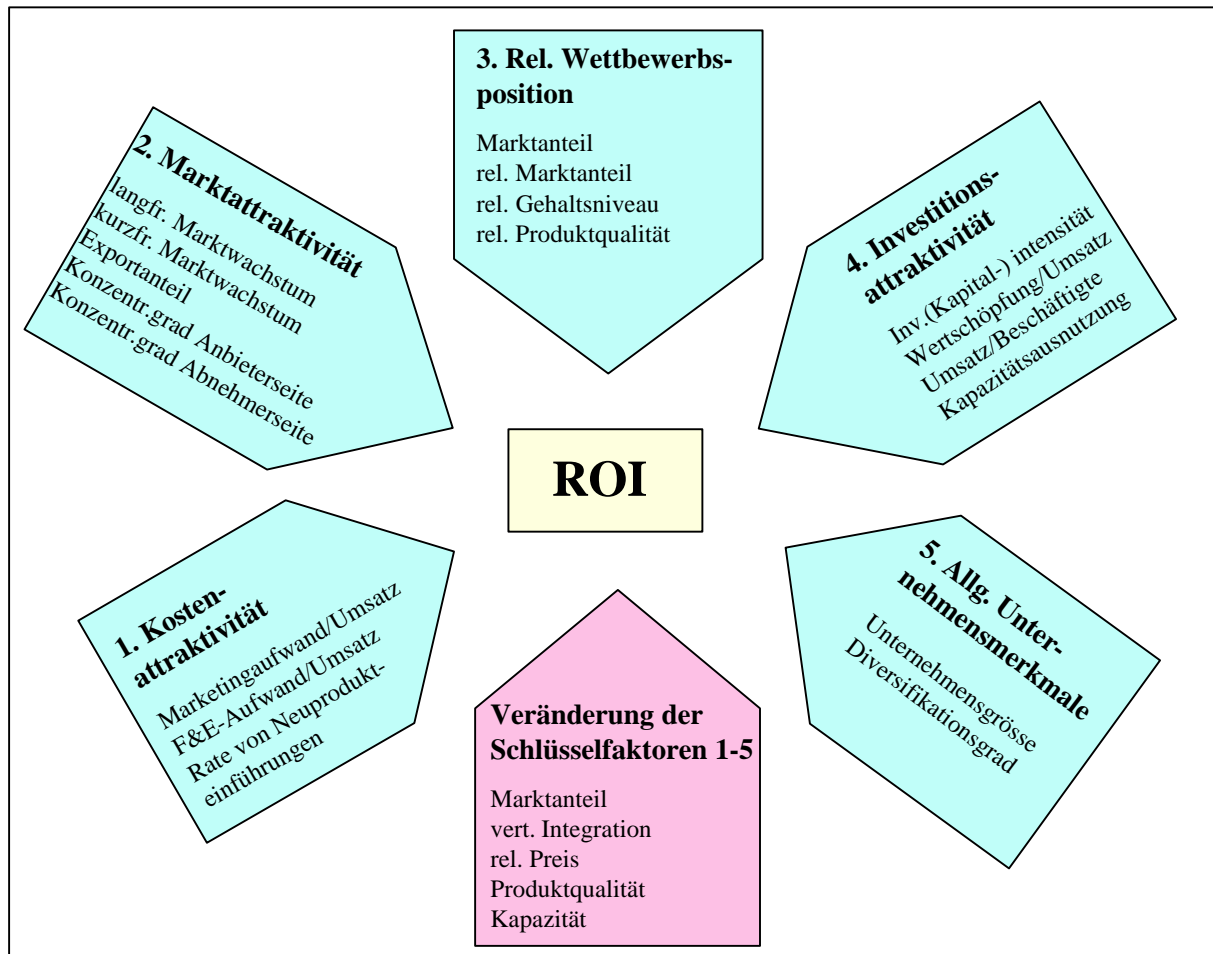 3. Rel. Wettbewerbs-
position
Marktanteil
rel. Marktanteil
rel. Gehaltsniveau
rel. Produktqualität
2. Marktattraktivität
langfr. Marktwachstum
kurzfr. Marktwachstum
Exportanteil
Konzentr.grad Anbieterseite
Konzentr.grad Abnehmerseite
4. Investitions-
attraktivität
Inv.(Kapital-) intensität
Wertschöpfung/Umsatz
Umsatz/Beschäftigte
Kapazitätsausnutzung
ROI
1. Kosten-
attraktivität
Marketingaufwand/Umsatz
F&E-Aufwand/Umsatz
Rate von Neuprodukt-
einführungen
Veränderung der
Schlüsselfaktoren 1-5
Marktanteil
vert. Integration
rel. Preis
Produktqualität
Kapazität
5. Allg. Unter-
nehmensmerkmale
Unternehmensgrösse
Diversifikationsgrad